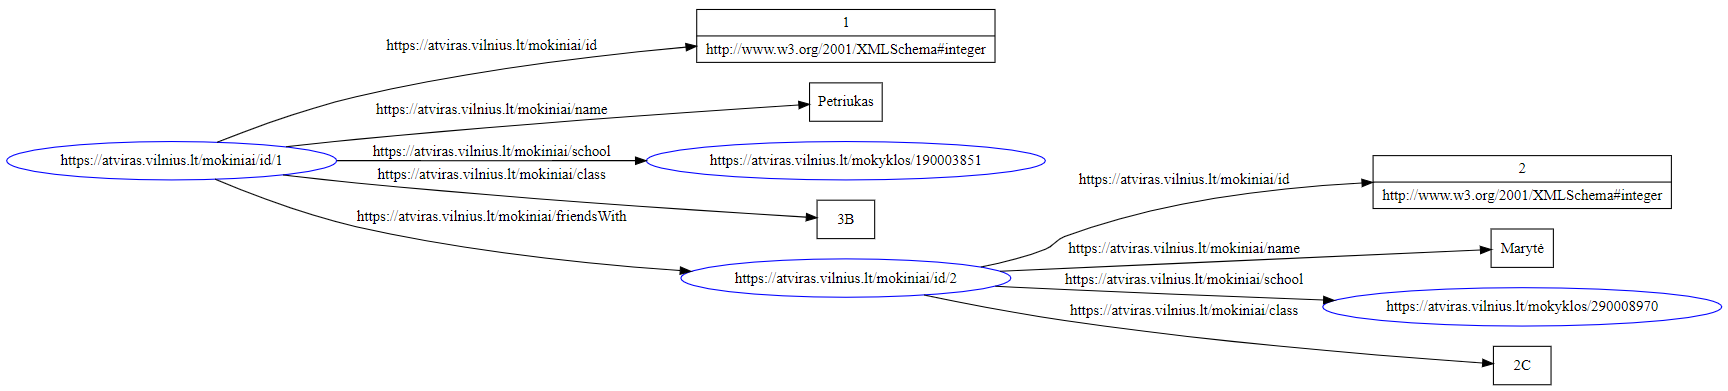 1
http://www.w3.org/2001/XMLSchema#integer
https://atviras.vilnius.lt/mokiniai/id
https://atviras.vilnius.lt/mokiniai/name
Petriukas
https://atviras.vilnius.lt/mokiniai/id/1
https://atviras.vilnius.lt/mokiniai/school
https://atviras.vilnius.lt/mokyklos/190003851
https://atviras.vilnius.lt/mokiniai/class
3B
https://atviras.vilnius.lt/mokiniai/friendsWith
https://atviras.vilnius.lt/mokiniai/id/2
https://atviras.vilnius.lt/mokiniai/id
2
http://www.w3.org/2001/XMLSchema#integer
https://atviras.vilnius.lt/mokiniai/name
Marytė
https://atviras.vilnius.lt/mokiniai/school
https://atviras.vilnius.lt/mokyklos/290008970
https://atviras.vilnius.lt/mokiniai/class
2C